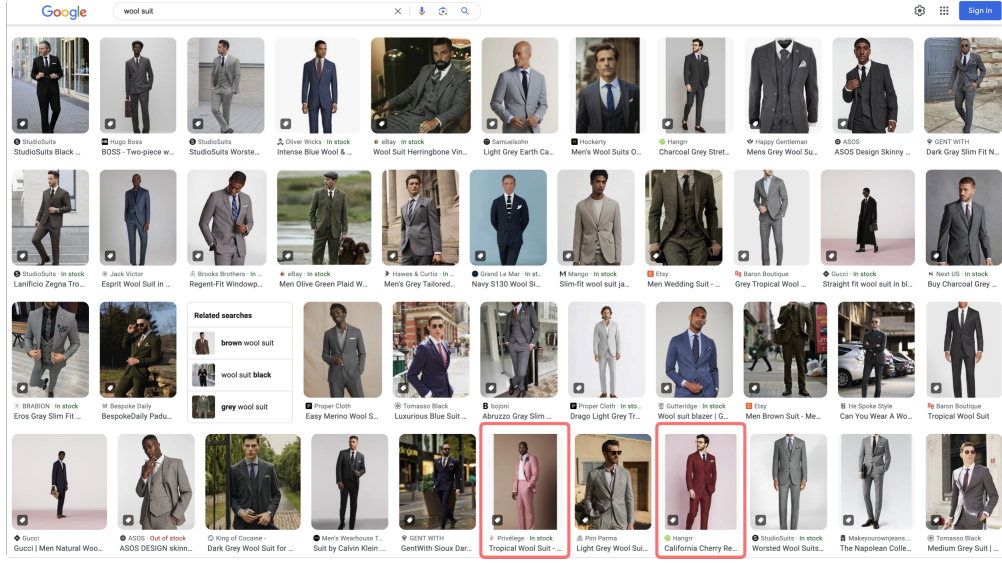 Google
wool suit
Sign in
StudioSuits
StudioSuits Black ...
Hugo Boss
BOSS - Two-piece w...
StudioSuits
StudioSuits Worste...
Oliver Wicks · In stock
Intense Blue Wool & ...
eBay · In stock
Wool Suit Herringbone Vin...
Samuelsohn
Light Grey Earth Ca...
Hockerty
Men's Wool Suits O...
Hangrr
Charcoal Grey Stret...
Happy Gentleman
Mens Grey Wool Su...
ASOS
ASOS Design Skinny ...
GENT WITH
Dark Gray Slim Fit N...
StudioSuits · In stock
Lanificio Zegna Tro...
Jack Victor
Esprit Wool Suit in ...
Brooks Brothers · In ...
Regent-Fit Windowp...
eBay · In stock
Men Olive Green Plaid W...
Hawes & Curtis · In ...
Men's Grey Tailored...
Grand Le Mar · In st...
Navy S130 Wool Si...
Mango · In stock
Slim-fit wool suit ja...
Etsy
Men Wedding Suit - ...
Baron Boutique
Grey Tropical Wool ...
Gucci · In stock
Straight fit wool suit in bl...
Next US · In stock
Buy Charcoal Grey ...
BRABION · In stock
Eros Gray Slim Fit ...
Bespoke Daily
BespokeDaily Padu...
Related searches
brown wool suit
wool suit black
grey wool suit
Proper Cloth
Easy Merino Wool S...
Tomasso Black
Luxurious Blue Suit ...
bojoni
Abruzzo Gray Slim ...
Proper Cloth · In sto...
Drago Light Grey Tr...
Gutteridge · In stock
Wool suit blazer | G...
Etsy
Men Brown Suit - Me...
He Spoke Style
Can You Wear A Wo...
Baron Boutique
Tropical Wool Suit
Gucci
Gucci | Men Natural Woo...
ASOS · Out of stock
ASOS DESIGN skinn...
King of Cocaine -
Dark Grey Wool Suit for ...
Men's Wearhouse T...
Suit by Calvin Klein ...
GENT WITH
GentWith Sioux Dar...
Privélege · In stock
Tropical Wool Suit - ...
Pini Parma
Light Grey Wool Sui...
Hangrr
California Cherry Re...
StudioSuits · In stock
Worsted Wool Suits...
Makeyourownjeans...
The Napolean Colle...
Tomasso Black
Medium Grey Suit | ...